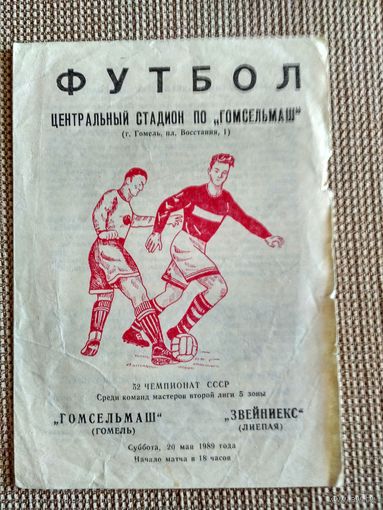 ФУТБОЛ
ЦЕНТРАЛЬНЫЙ СТАДИОН ПО „ГОМСЕЛЬМАШ“
(г. Гомель, пл. Восстания, 1)
52 ЧЕМПИОНАТ СССР
Среди команд мастеров второй лиги 5 зоны
„ГОМСЕЛЬМАШ“ „ЗВЕЙНИЕКС“
(ГОМЕЛЬ) (ЛИЕПАЯ)
Суббота, 20 мая 1989 года
Начало матча в 18 часов